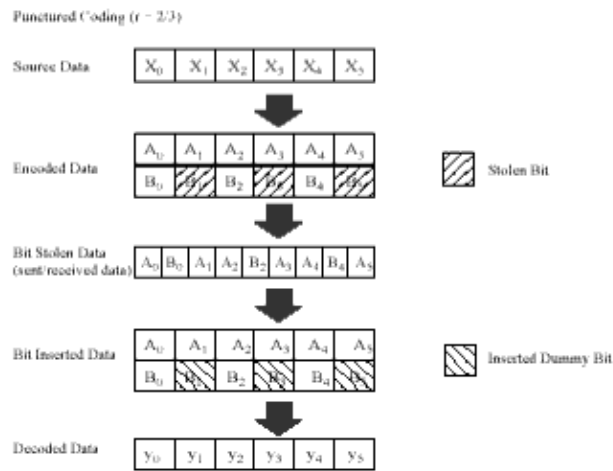 Punctured Coding (r = 2/3)
Source Data X₀ X₁ X₂ X₃ X₄ X₅
A₀ A₁ A₂ A₃ A₄ A₅
Encoded Data B₀ B₁ B₂ B₃ B₄ B₅ Stolen Bit
Bit Stolen Data
(sent/received data) A₀ B₀ A₁ A₂ B₂ A₃ A₄ B₄ A₅
Bit Inserted Data A₀ A₁ A₂ A₃ A₄ A₅
B₀ B₂ B₄ Inserted Dummy Bit
Decoded Data y₀ y₁ y₂ y₃ y₄ y₅